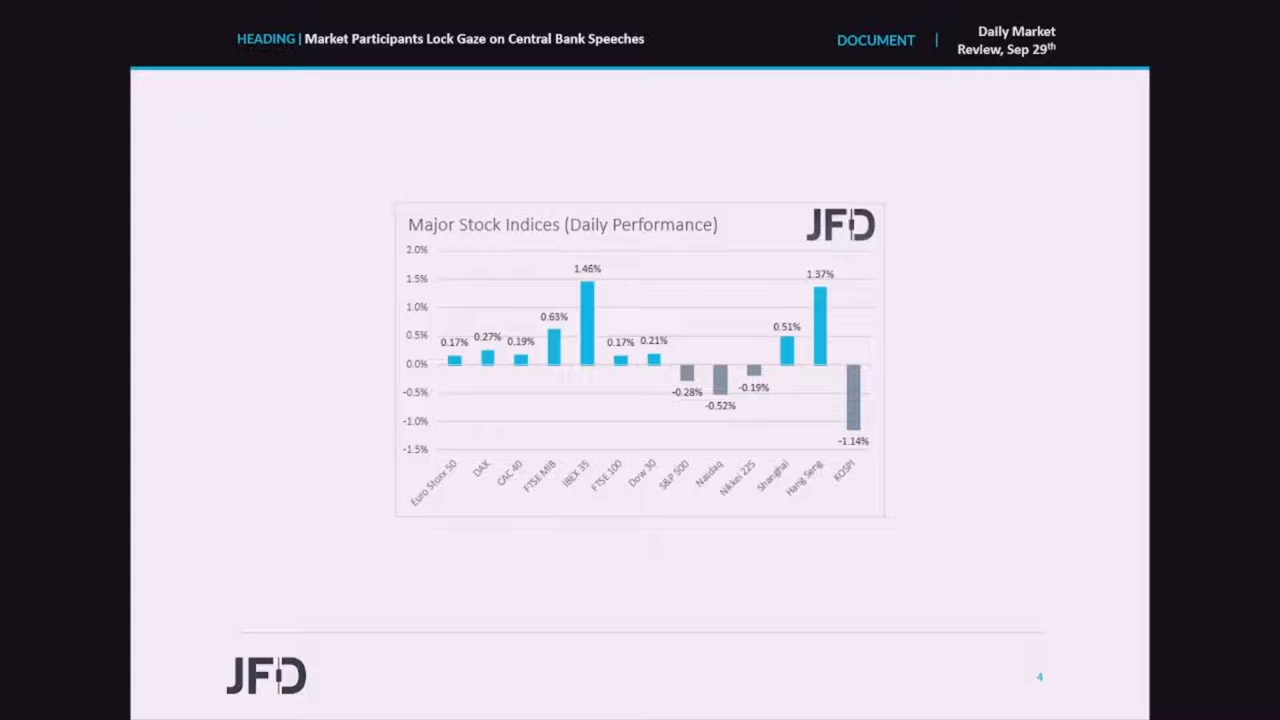 HEADING | Market Participants Lock Gaze on Central Bank Speeches
DOCUMENT | Daily Market
Review, Sep 29th
Major Stock Indices (Daily Performance)
JFD
2.0%
1.5%
1.0%
0.5%
0.0%
-0.5%
-1.0%
-1.5%
0.17%
0.27%
0.19%
0.63%
1.46%
0.17%
0.21%
-0.28%
-0.52%
-0.19%
0.51%
1.37%
-1.14%
Euro Stoxx 50
DAX
CAC 40
FTSE MIB
IBEX 35
FTSE 100
Dow 30
S&P 500
Nasdaq
Nikkei 225
Shanghai
Hang Seng
KOSPI
JFD
4